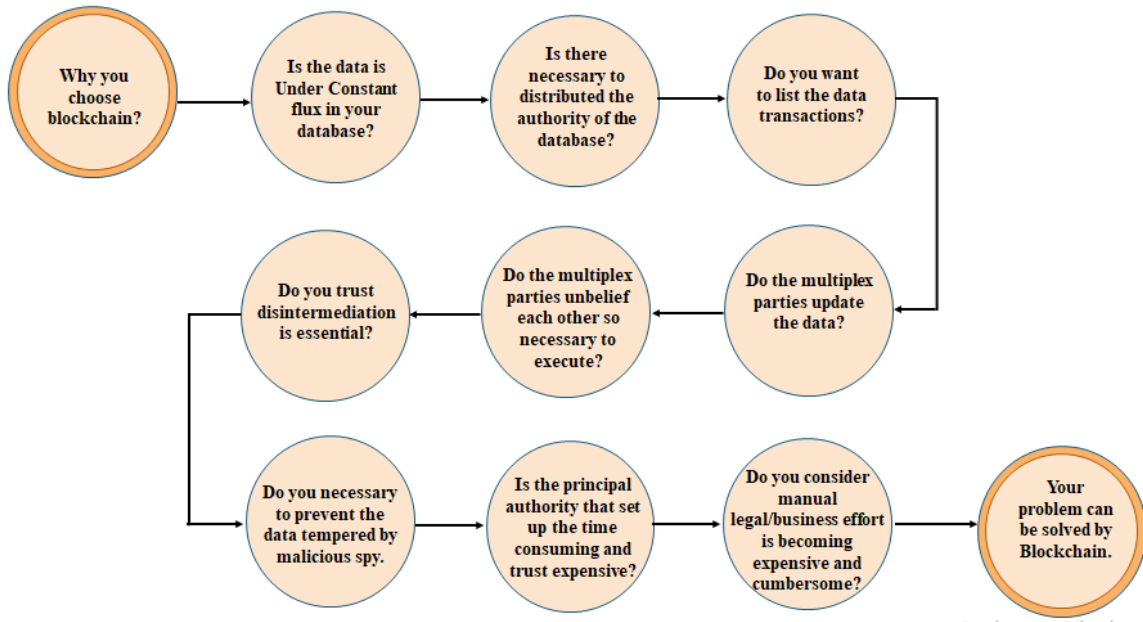 Why you
choose
blockchain?
Is the data is
Under Constant
flux in your
database?
Is there
necessary to
distributed the
authority of the
database?
Do you want
to list the data
transactions?
Do the multiplex
parties update
the data?
Do the multiplex
parties unbelief
each other so
necessary to
execute?
Do you trust
disintermediation
is essential?
Do you necessary
to prevent the
data tempered by
malicious spy.
Is the principal
authority that set
up the time
consuming and
trust expensive?
Do you consider
manual
legal/business effort
is becoming
expensive and
cumbersome?
Your
problem can
be solved by
Blockchain.